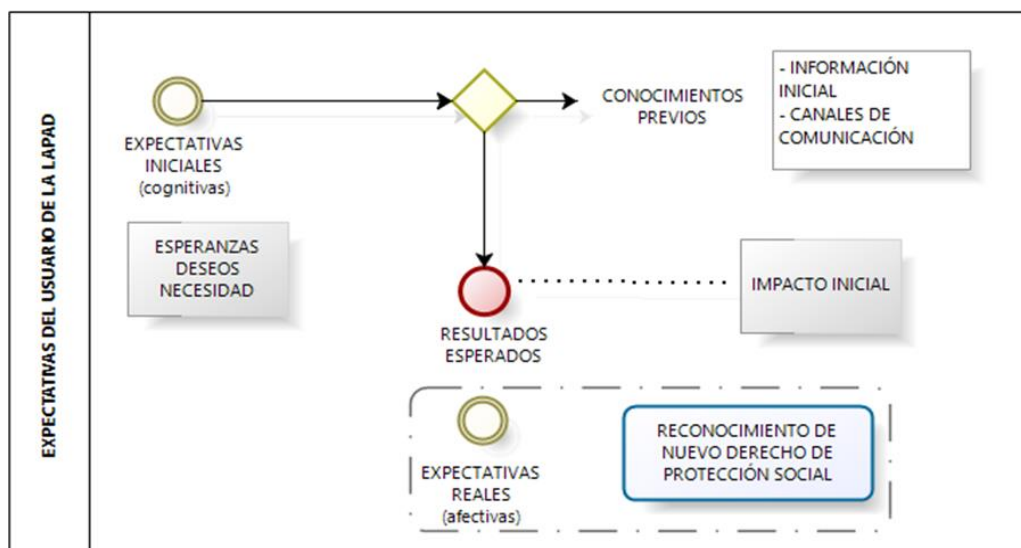 EXPECTATIVAS DEL USUARIO DE LA LAPAD
EXPECTATIVAS
INICIALES
(cognitivas)
ESPERANZAS
DESEOS
NECESIDAD
CONOCIMIENTOS
PREVIOS
- INFORMACIÓN
INICIAL
- CANALES DE
COMUNICACIÓN
RESULTADOS
ESPERADOS
IMPACTO INICIAL
EXPECTATIVAS
REALES
(afectivas)
RECONOCIMIENTO DE
NUEVO DERECHO DE
PROTECCIÓN SOCIAL